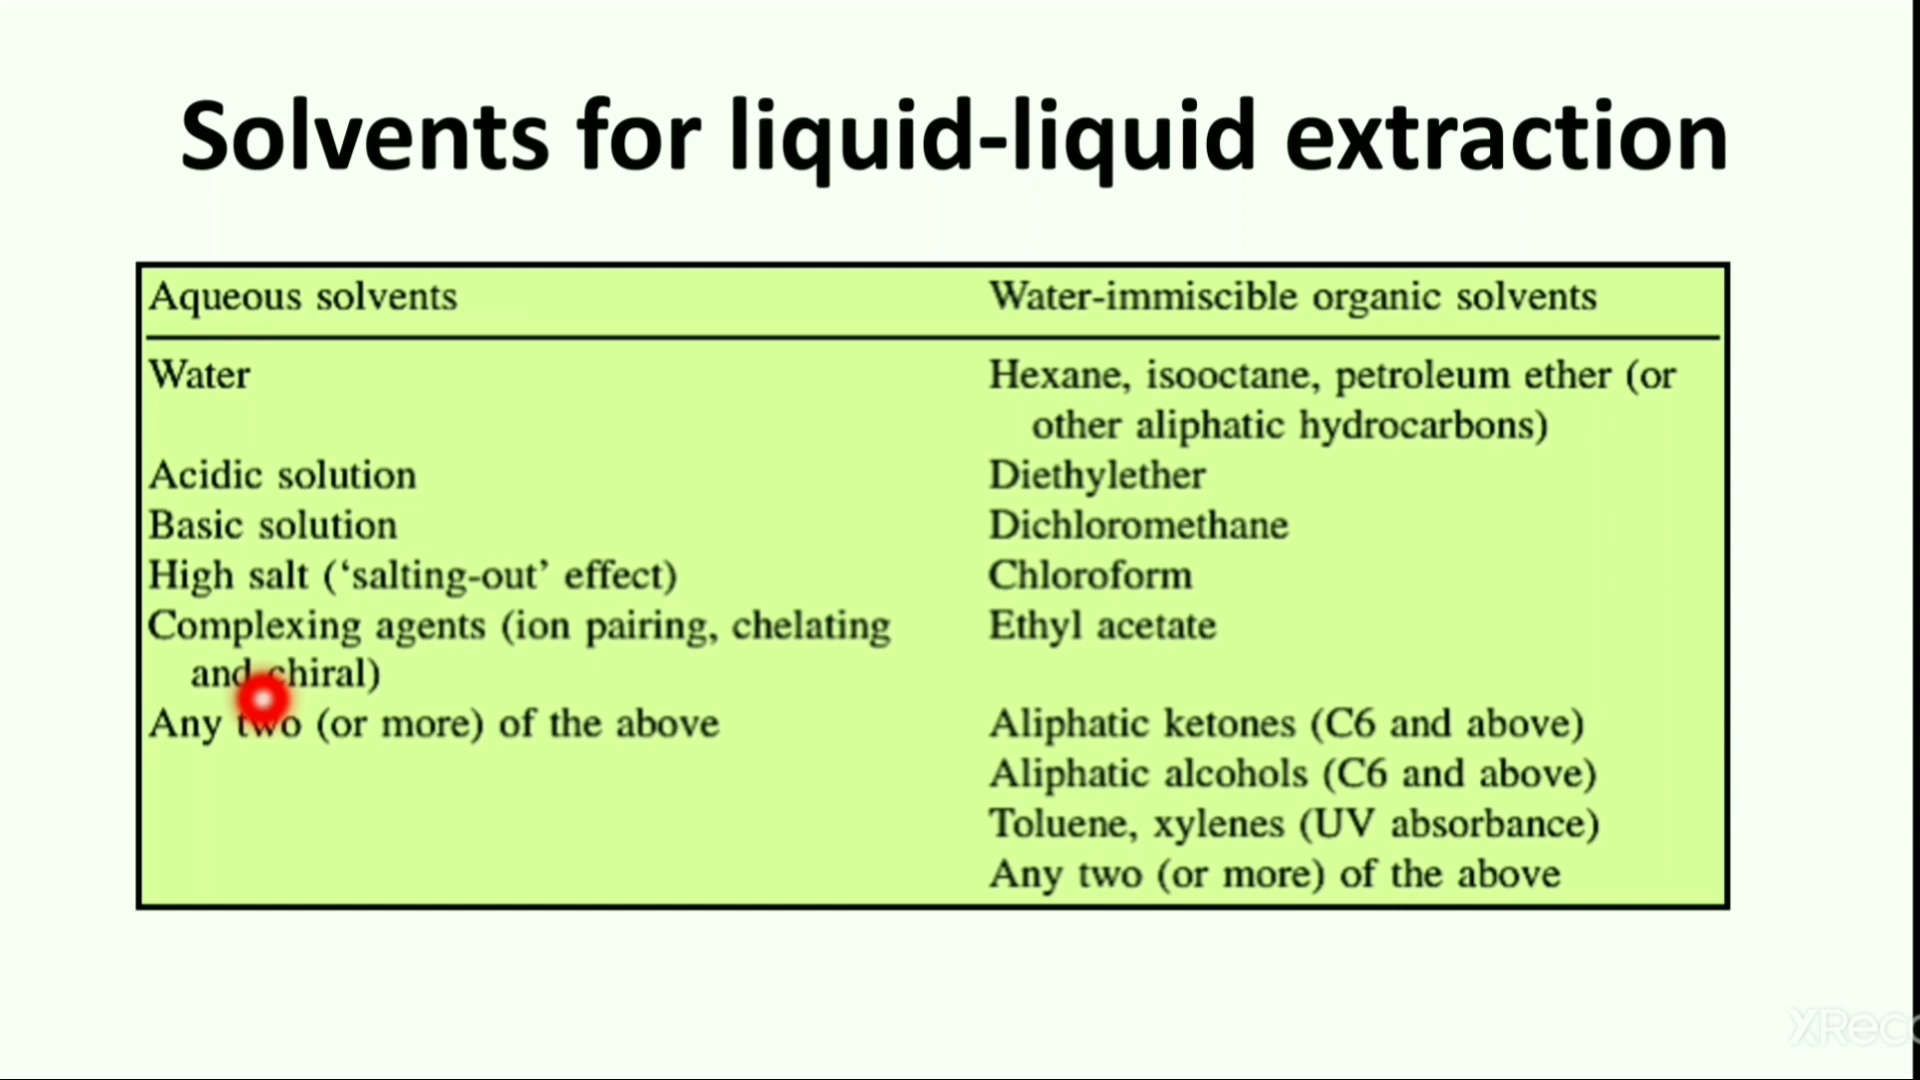 Solvents for liquid-liquid extraction
Aqueous solvents
Water-immiscible organic solvents
Water
Hexane, isooctane, petroleum ether (or
other aliphatic hydrocarbons)
Acidic solution
Diethylether
Basic solution
Dichloromethane
High salt (‘salting-out’ effect)
Chloroform
Complexing agents (ion pairing, chelating
and chiral)
Ethyl acetate
Any two (or more) of the above
Aliphatic ketones (C6 and above)
Aliphatic alcohols (C6 and above)
Toluene, xylenes (UV absorbance)
Any two (or more) of the above